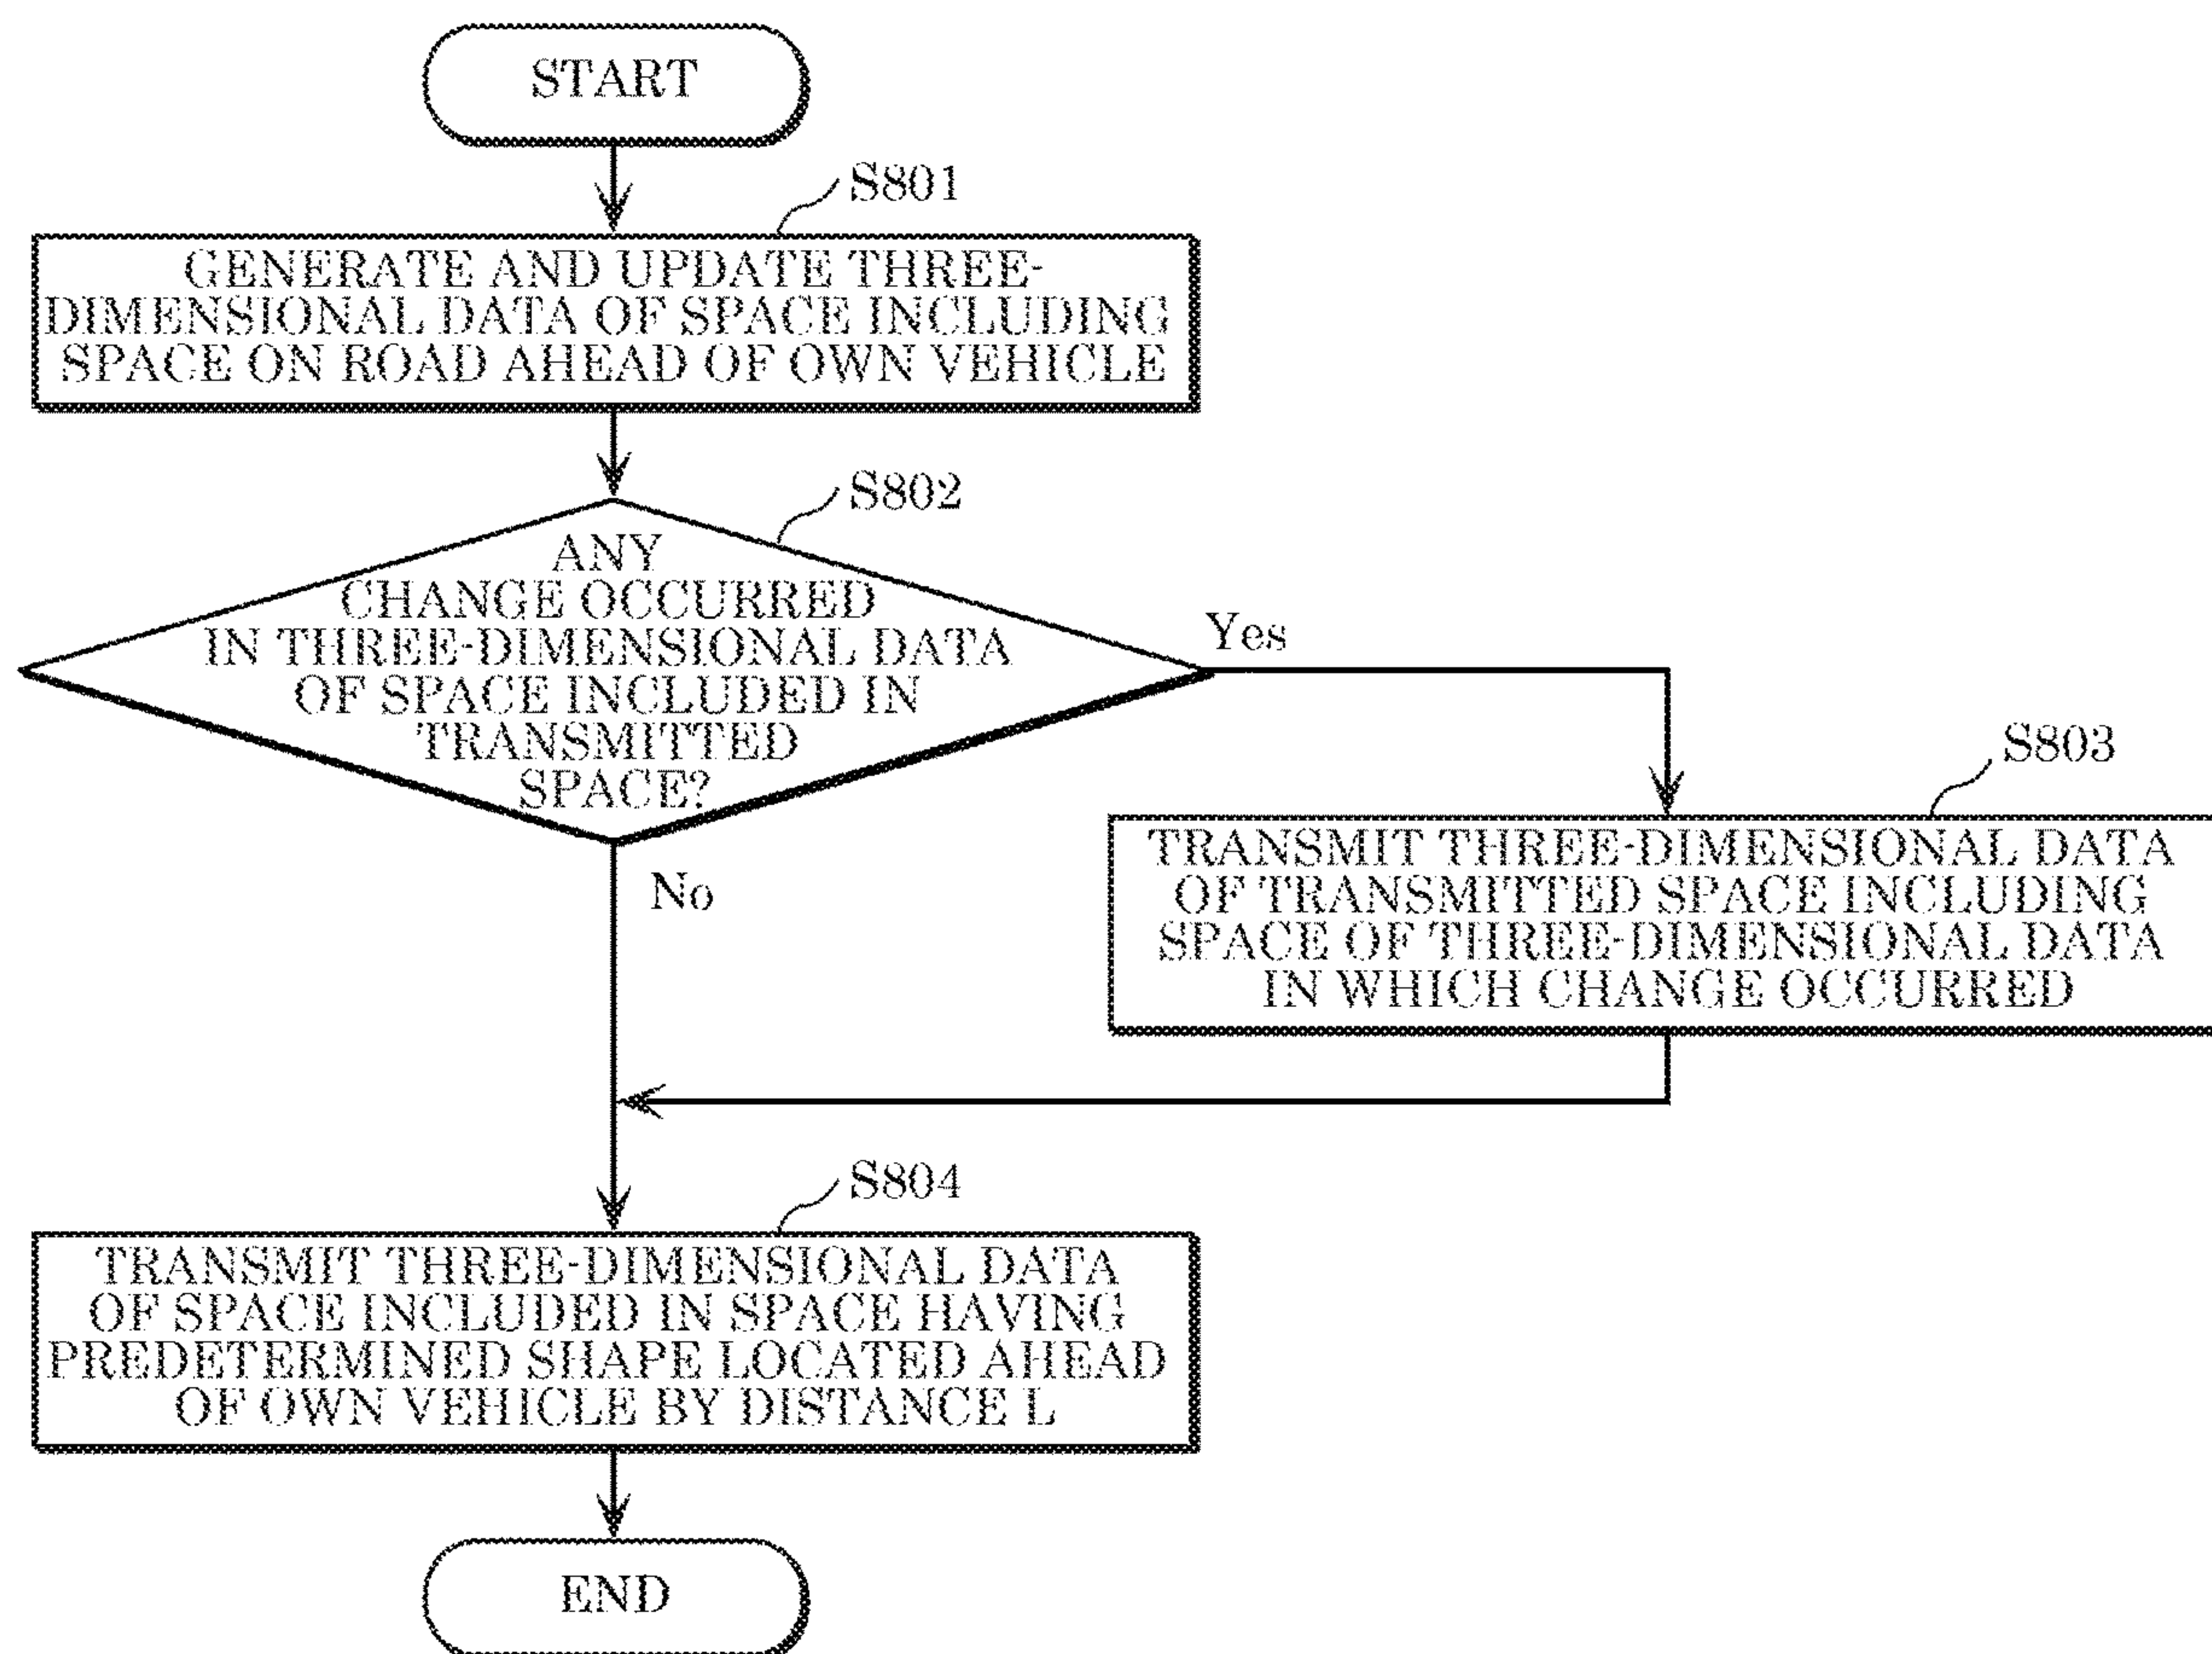 START
S801
GENERATE AND UPDATE THREE-
DIMENSIONAL DATA OF SPACE INCLUDING
SPACE ON ROAD AHEAD OF OWN VEHICLE
S802
ANY
CHANGE OCCURRED
IN THREE-DIMENSIONAL DATA
OF SPACE INCLUDED IN
TRANSMITTED
SPACE?
Yes
No
S803
TRANSMIT THREE-DIMENSIONAL DATA
OF TRANSMITTED SPACE INCLUDING
SPACE OF THREE-DIMENSIONAL DATA
IN WHICH CHANGE OCCURRED
S804
TRANSMIT THREE-DIMENSIONAL DATA
OF SPACE INCLUDED IN SPACE HAVING
PREDETERMINED SHAPE LOCATED AHEAD
OF OWN VEHICLE BY DISTANCE L
END